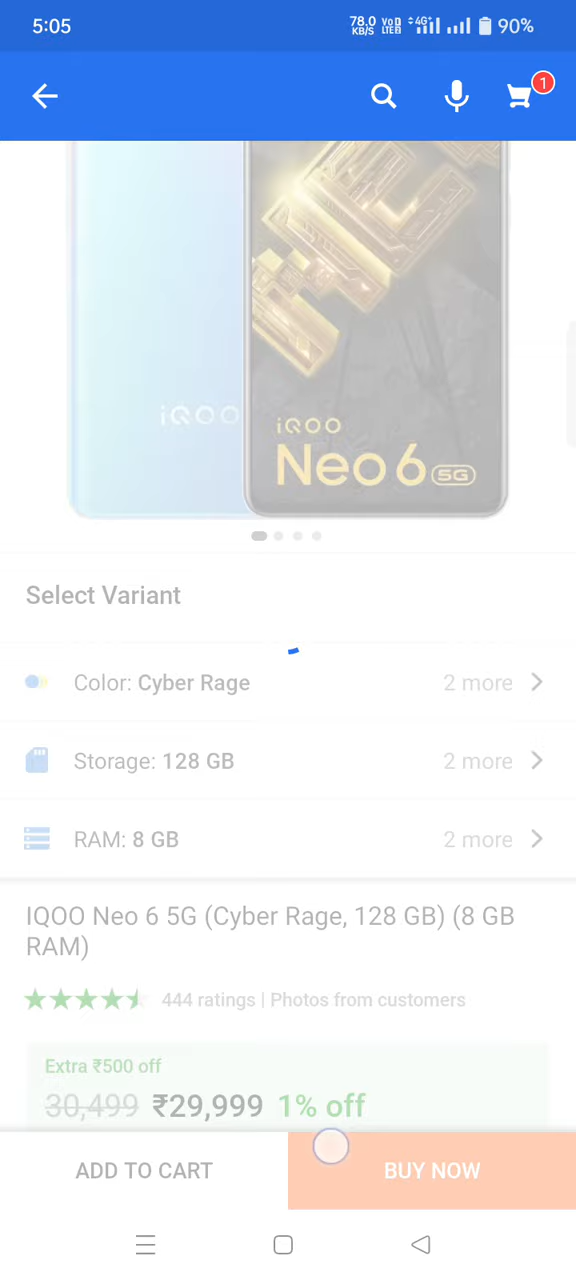 5:05 78.0 KB/S VoD LTEB 4G+ 90%
1
iQOO
iQOO
Neo 6 5G
Select Variant
Color: Cyber Rage 2 more
Storage: 128 GB 2 more
RAM: 8 GB 2 more
IQOO Neo 6 5G (Cyber Rage, 128 GB) (8 GB
RAM)
444 ratings | Photos from customers
Extra ₹500 off
30,499 ₹29,999 1% off
ADD TO CART BUY NOW